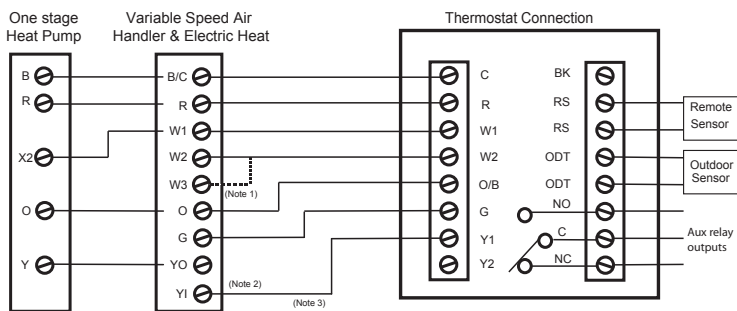 One stage
Heat Pump
Variable Speed Air
Handler & Electric Heat
Thermostat Connection
B
R
X2
O
Y
B/C
R
W1
W2
W3
O
G
YO
YI
(Note 1)
(Note 2)
(Note 3)
C
R
W1
W2
O/B
G
Y1
Y2
BK
RS
RS
ODT
ODT
NO
C
NC
Remote
Sensor
Outdoor
Sensor
Aux relay
outputs